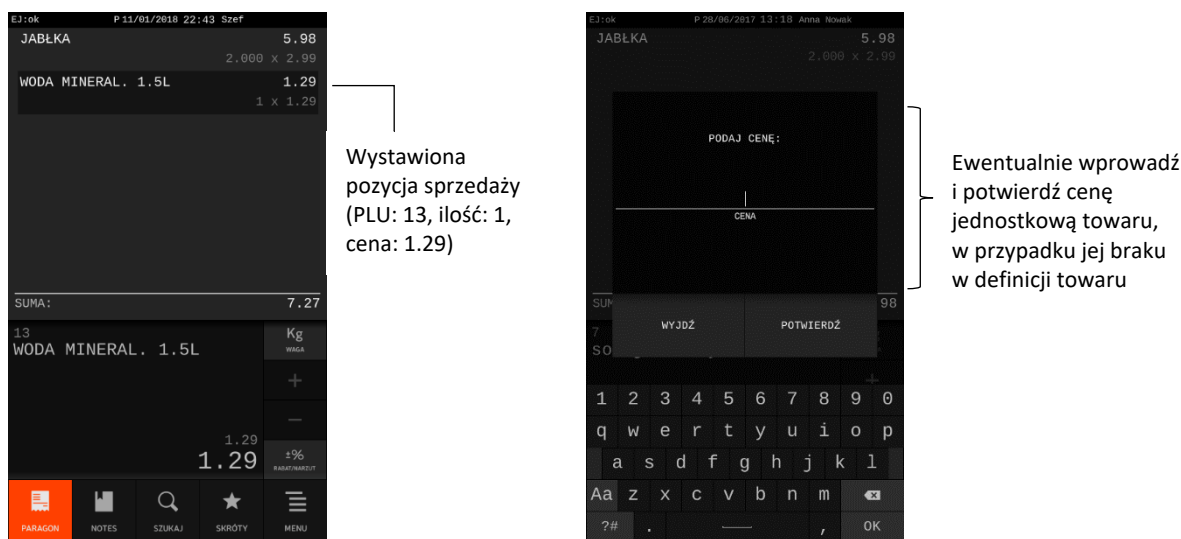 EJ:ok P 11/01/2018 22:43 Szef
JABŁKA 5.98
2.000 x 2.99
WODA MINERAL. 1.5L 1.29
1 x 1.29
SUMA: 7.27
13
WODA MINERAL. 1.5L
Kg
WAGA
+
−
1.29
1.29
±%
RABAT/NARZUT
PARAGON NOTES SZUKAJ SKRÓTY MENU
Wystawiona
pozycja sprzedaży
(PLU: 13, ilość: 1,
cena: 1.29)
EJ:ok P 28/06/2017 13:18 Anna Nowak
JABŁKA 5.98
2.000 x 2.99
PODAJ CENĘ:
CENA
SUM 98
WYJDŹ POTWIERDŹ
7
so
+
1 2 3 4 5 6 7 8 9 0
q w e r t y u i o p
a s d f g h j k l
Aa z x c v b n m
?# . , OK
Ewentualnie wprowadź
i potwierdź cenę
jednostkową towaru,
w przypadku jej braku
w definicji towaru